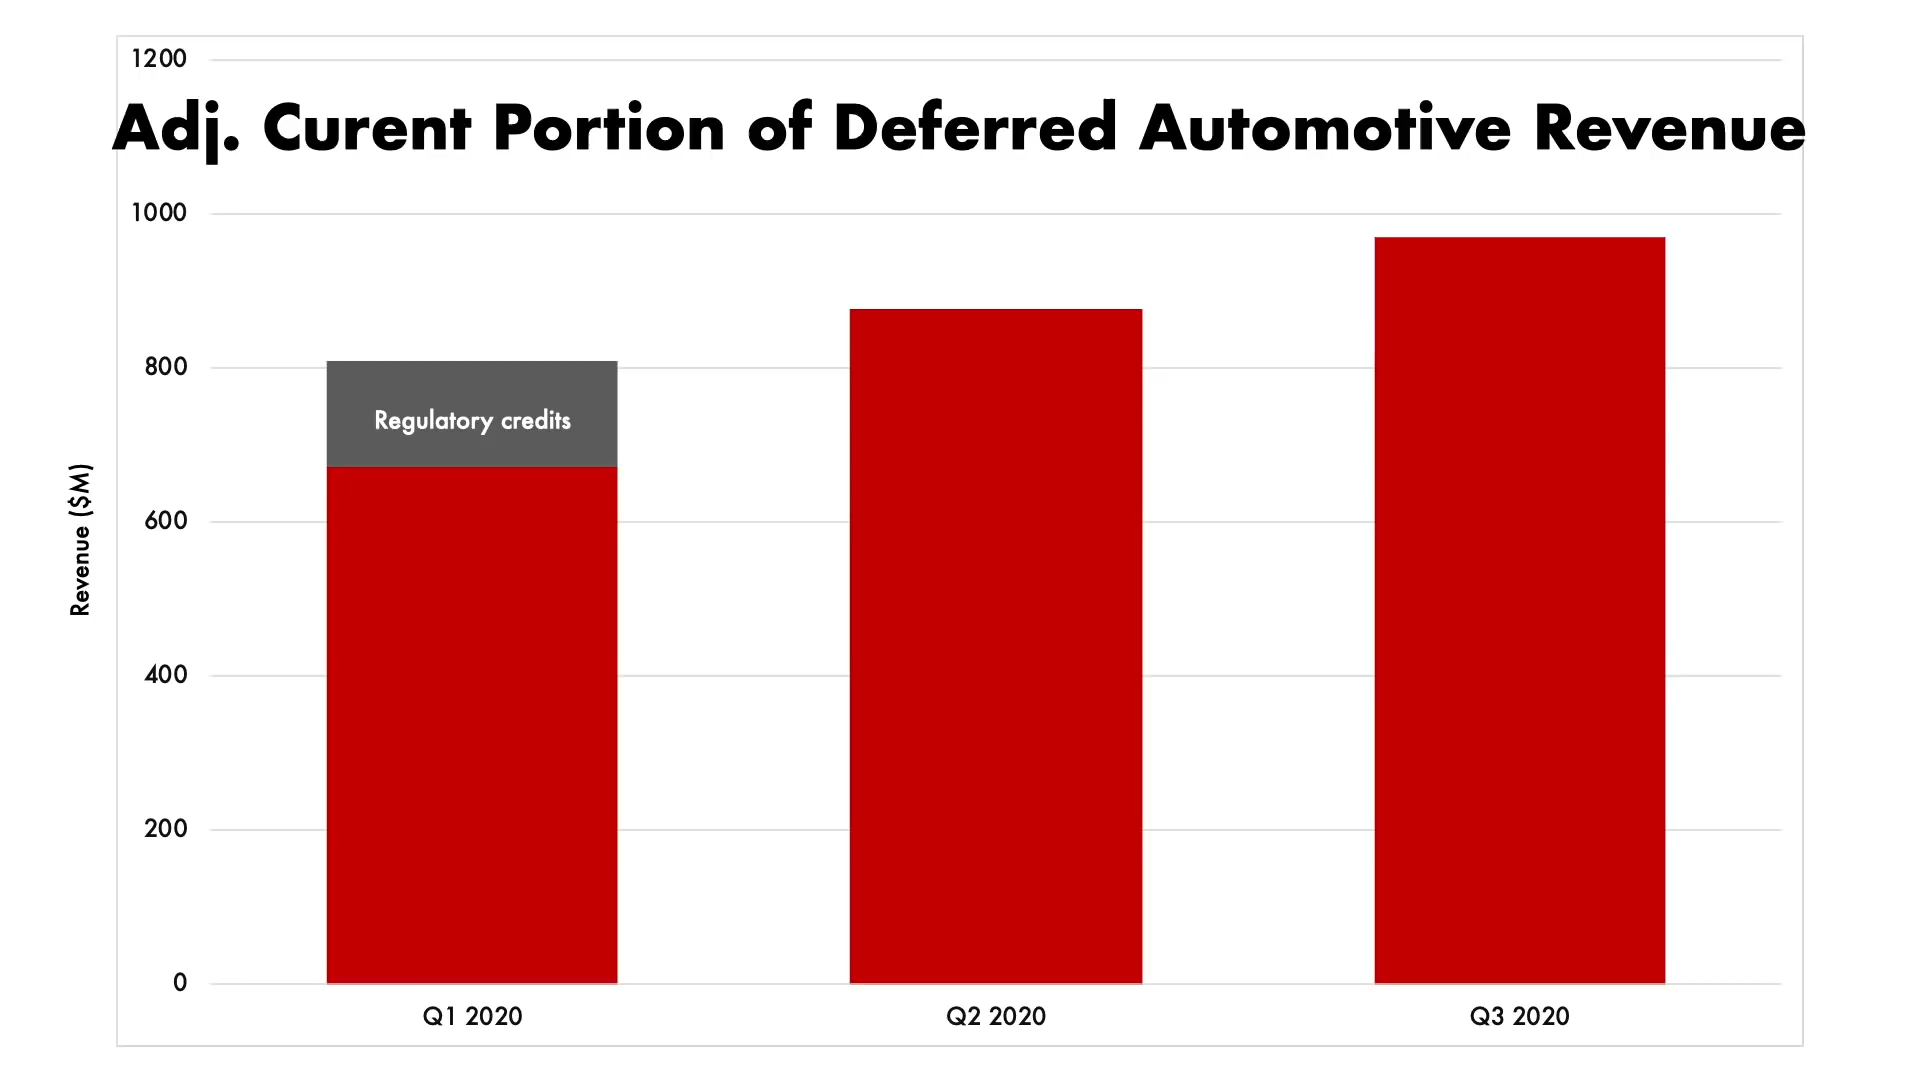 1200
Adj. Curent Portion of Deferred Automotive Revenue
1000
800
Regulatory credits
Revenue ($M)
600
400
200
0
Q1 2020
Q2 2020
Q3 2020